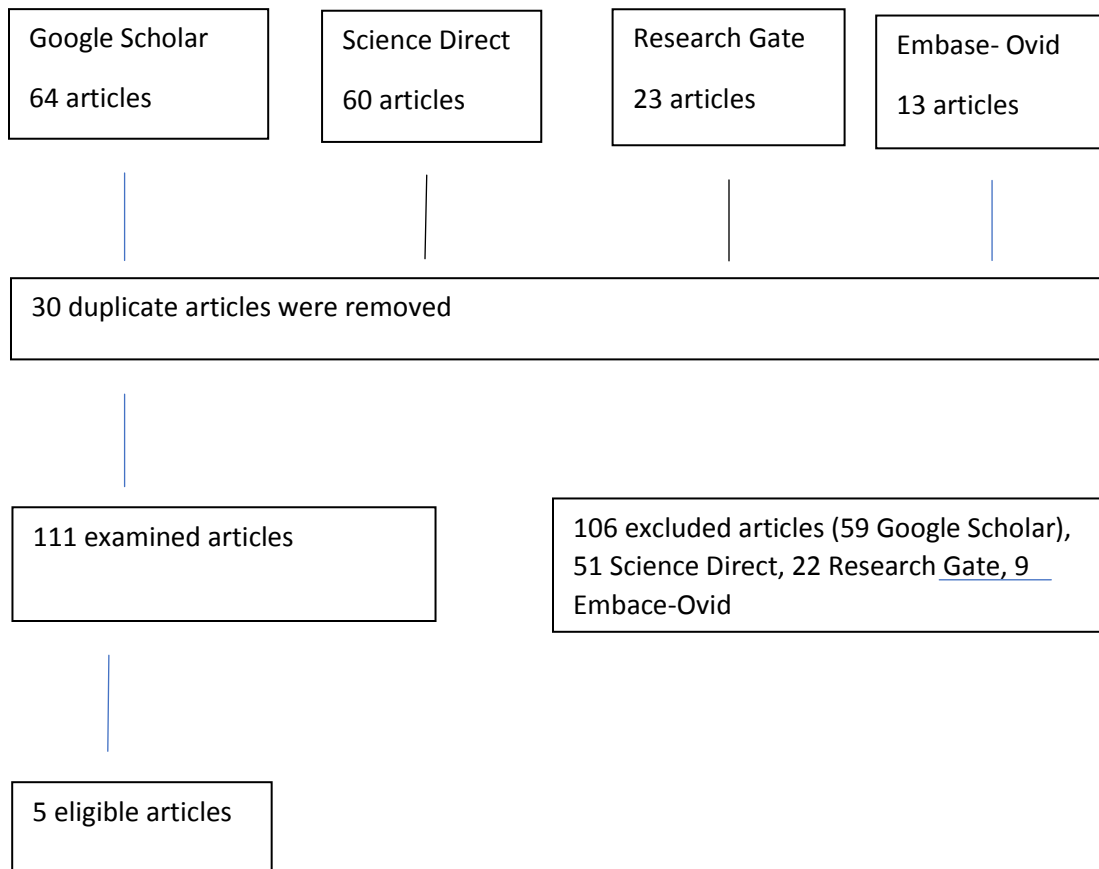 Google Scholar
64 articles
Science Direct
60 articles
Research Gate
23 articles
Embase- Ovid
13 articles
30 duplicate articles were removed
111 examined articles
106 excluded articles (59 Google Scholar),
51 Science Direct, 22 Research Gate, 9
Embace-Ovid
5 eligible articles